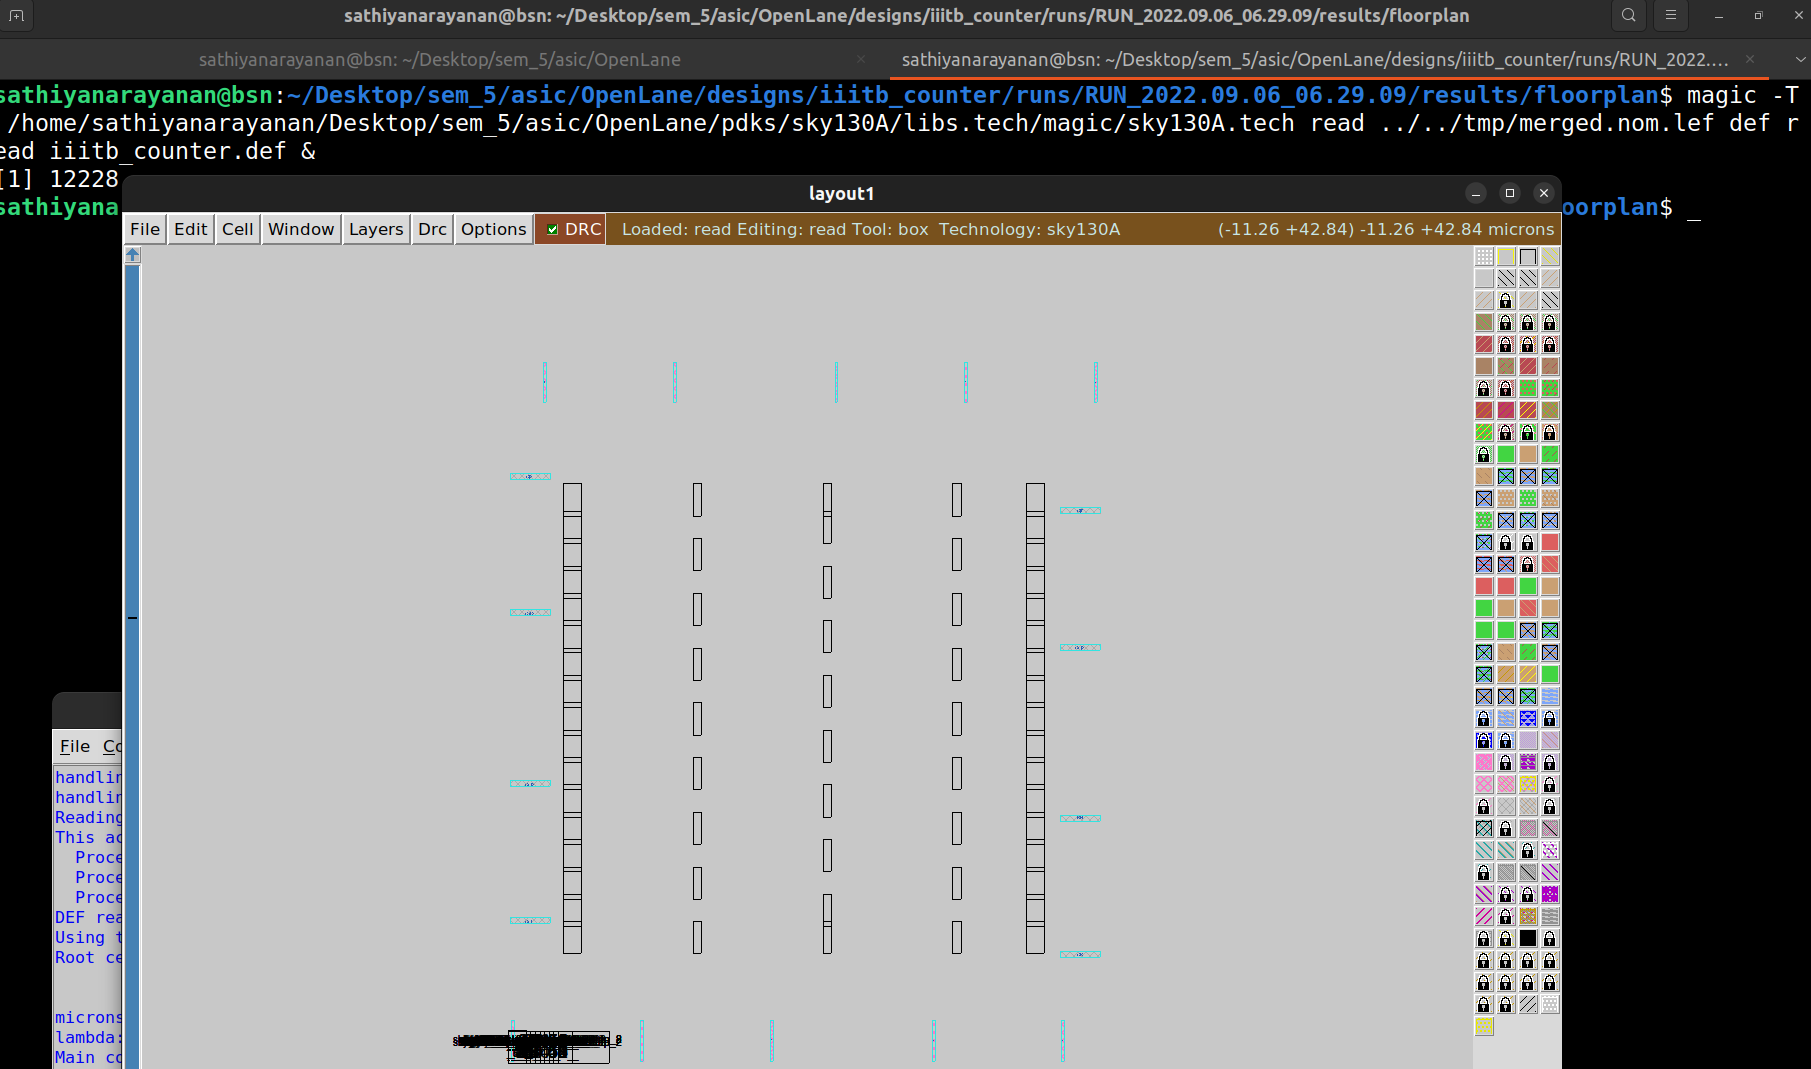 sathiyanarayanan@bsn: ~/Desktop/sem_5/asic/OpenLane/designs/iiitb_counter/runs/RUN_2022.09.06_06.29.09/results/floorplan
sathiyanarayanan@bsn: ~/Desktop/sem_5/asic/OpenLane
sathiyanarayanan@bsn: ~/Desktop/sem_5/asic/OpenLane/designs/iiitb_counter/runs/RUN_2022....
sathiyanarayanan@bsn:~/Desktop/sem_5/asic/OpenLane/designs/iiitb_counter/runs/RUN_2022.09.06_06.29.09/results/floorplan$ magic -T
/home/sathiyanarayanan/Desktop/sem_5/asic/OpenLane/pdks/sky130A/libs.tech/magic/sky130A.tech read ../../tmp/merged.nom.lef def r
ead iiitb_counter.def &
[1] 12228
sathiyana
oorplan$ _
layout1
File Edit Cell Window Layers Drc Options DRC Loaded: read Editing: read Tool: box Technology: sky130A (-11.26 +42.84) -11.26 +42.84 microns
File Co
handlin
handlin
Reading
This ac
Proce
Proce
Proce
DEF rea
Using t
Root ce
microns
lambda:
Main co